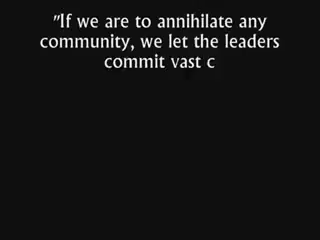 "If we are to annihilate any
community, we let the leaders
commit vast c